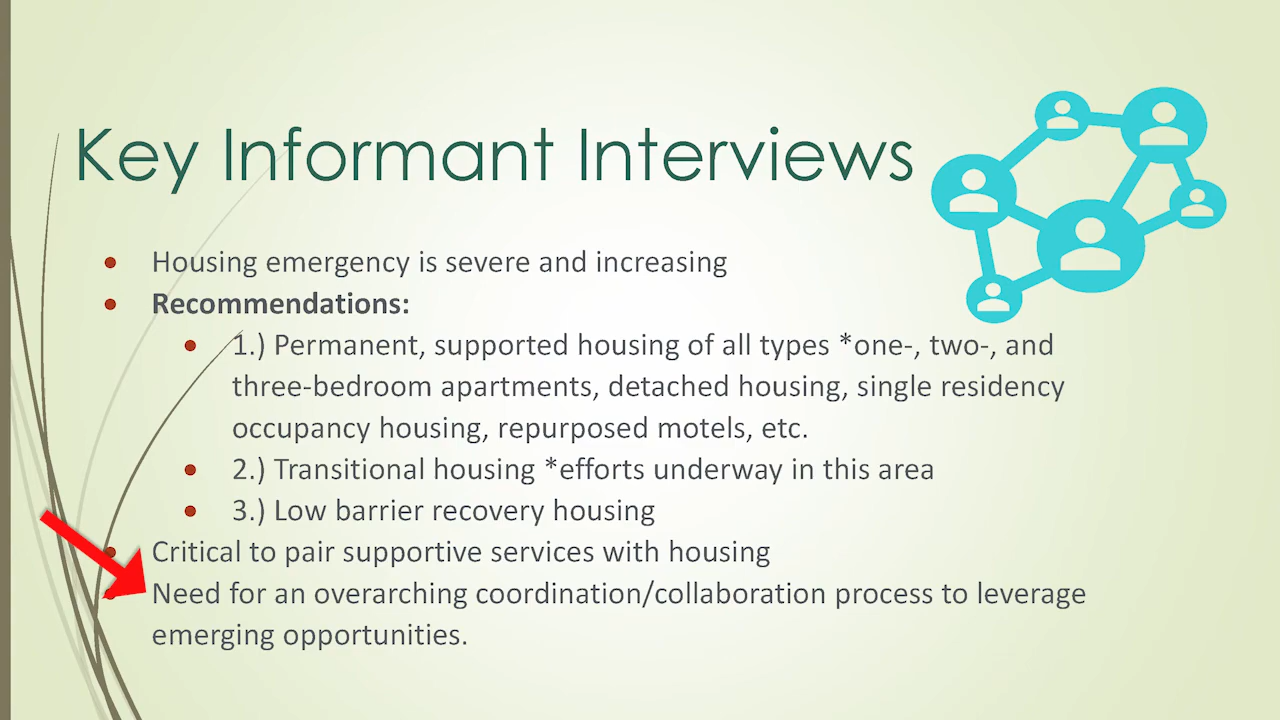 Key Informant Interviews
Housing emergency is severe and increasing
Recommendations:
1.) Permanent, supported housing of all types *one-, two-, and
three-bedroom apartments, detached housing, single residency
occupancy housing, repurposed motels, etc.
2.) Transitional housing *efforts underway in this area
3.) Low barrier recovery housing
Critical to pair supportive services with housing
Need for an overarching coordination/collaboration process to leverage
emerging opportunities.